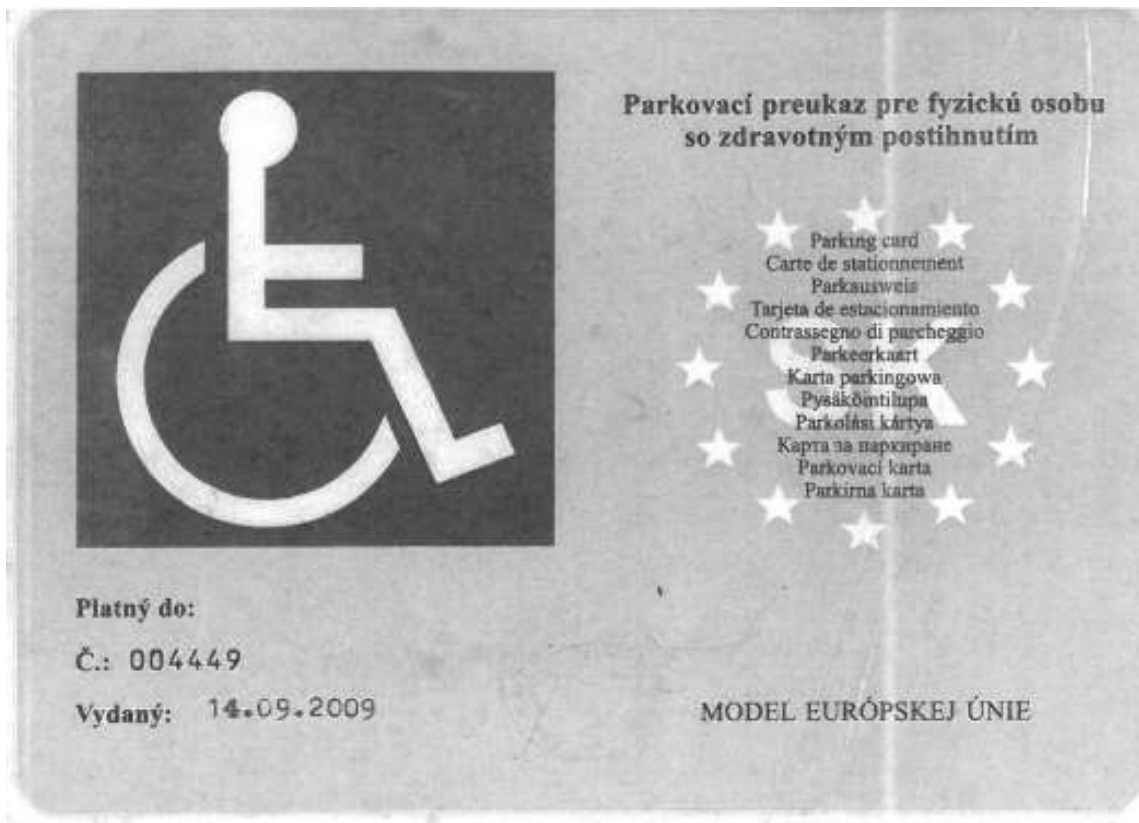 Parkovací preukaz pre fyzickú osobu
so zdravotným postihnutím
Parking card
Carte de stationnement
Parkausweis
Tarjeta de estacionamiento
Contrassegno di parcheggio
Parkeerkaart
Karta parkingowa
Pysäköintilupa
Parkolási kártya
Карта за паркиране
Parkovací karta
Parkirna karta
SK
Platný do:
Č.: 004449
Vydaný: 14.09.2009
MODEL EURÓPSKEJ ÚNIE